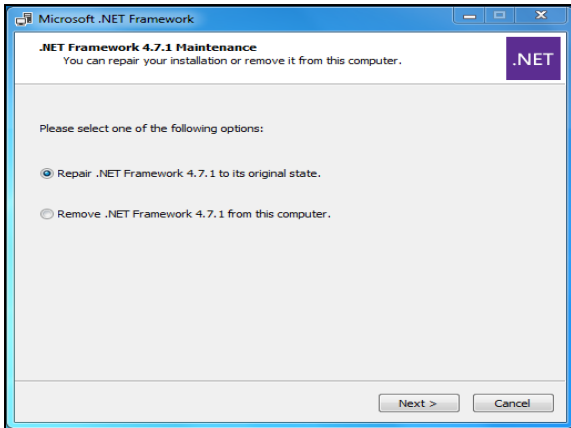 Microsoft .NET Framework
.NET Framework 4.7.1 Maintenance
You can repair your installation or remove it from this computer.
.NET
Please select one of the following options:
Repair .NET Framework 4.7.1 to its original state.
Remove .NET Framework 4.7.1 from this computer.
Next >
Cancel